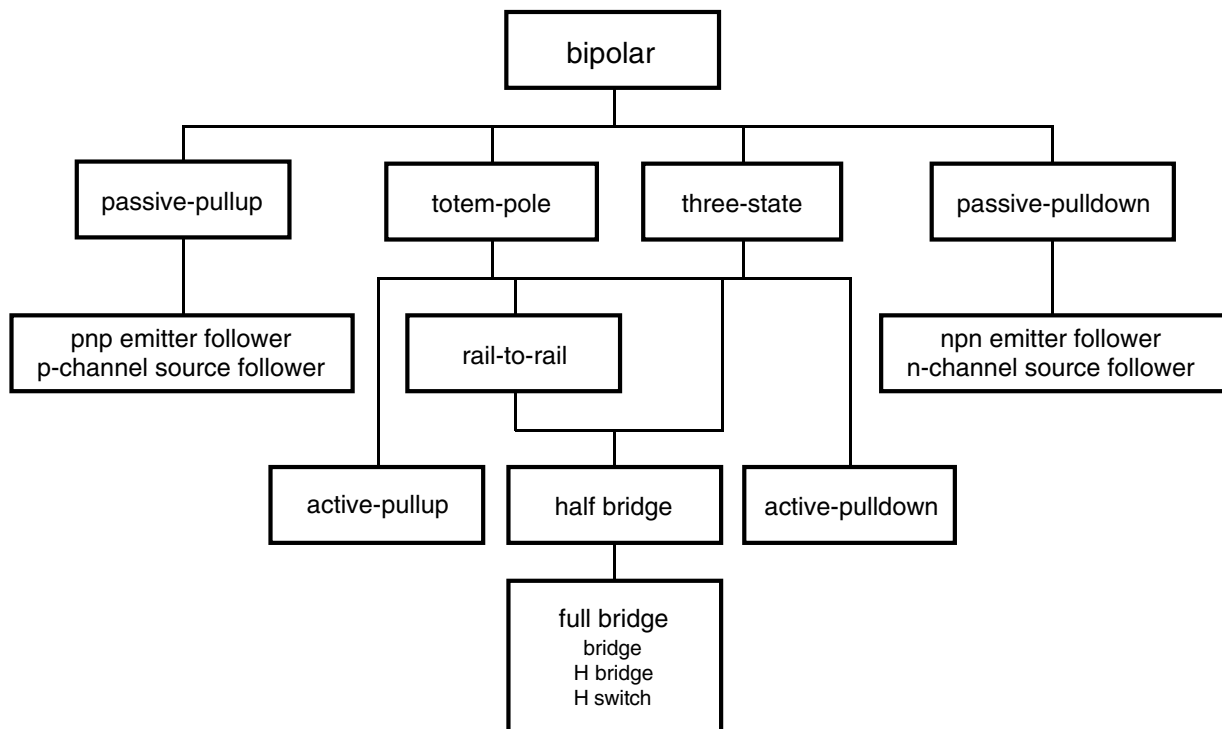 bipolar
passive-pullup
totem-pole
three-state
passive-pulldown
pnp emitter follower
p-channel source follower
rail-to-rail
npn emitter follower
n-channel source follower
active-pullup
half bridge
active-pulldown
full bridge
bridge
H bridge
H switch